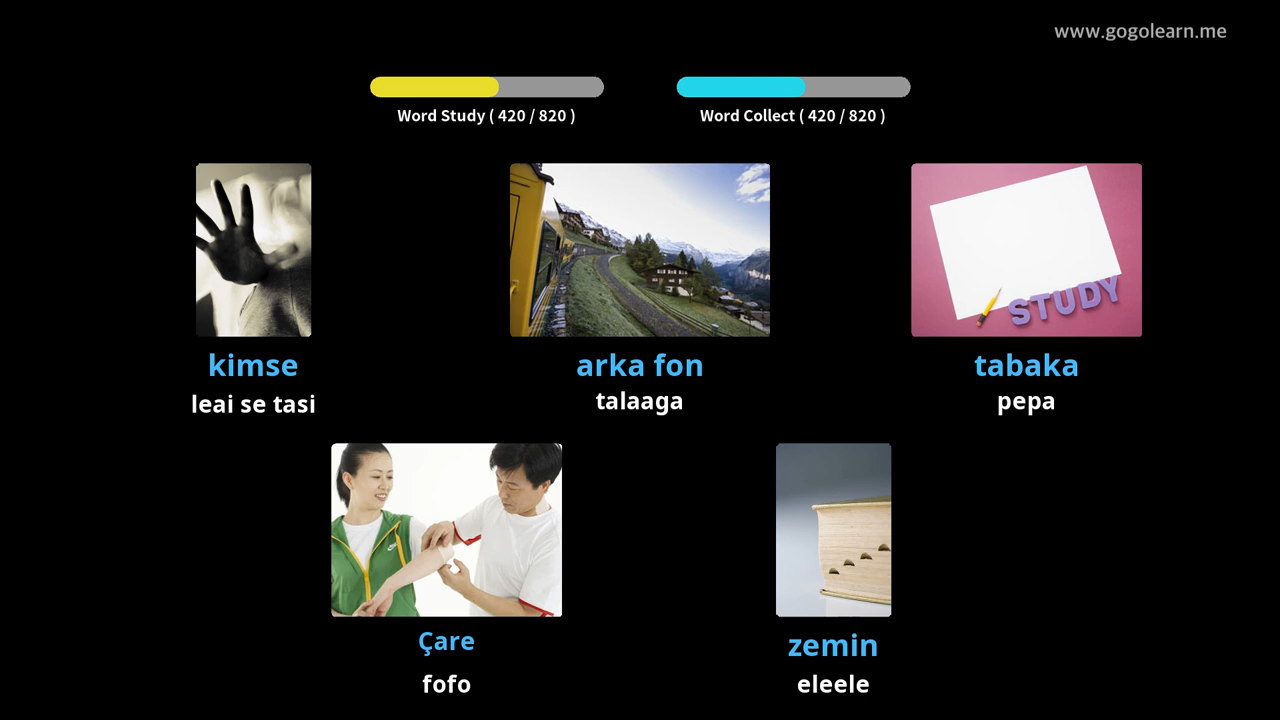 www.gogolearn.me
Word Study ( 420 / 820 )
Word Collect ( 420 / 820 )
STUDY
kimse
arka fon
tabaka
leai se tasi
talaaga
pepa
Çare
zemin
fofo
eleele